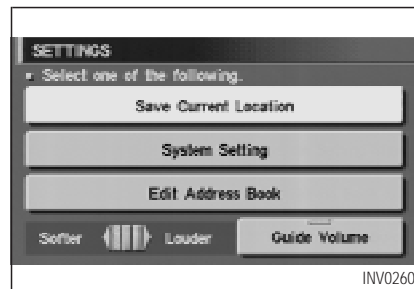 SETTINGS
Select one of the following.
Save Current Location
System Setting
Edit Address Book
Softer Louder Guide Volume
INV0260